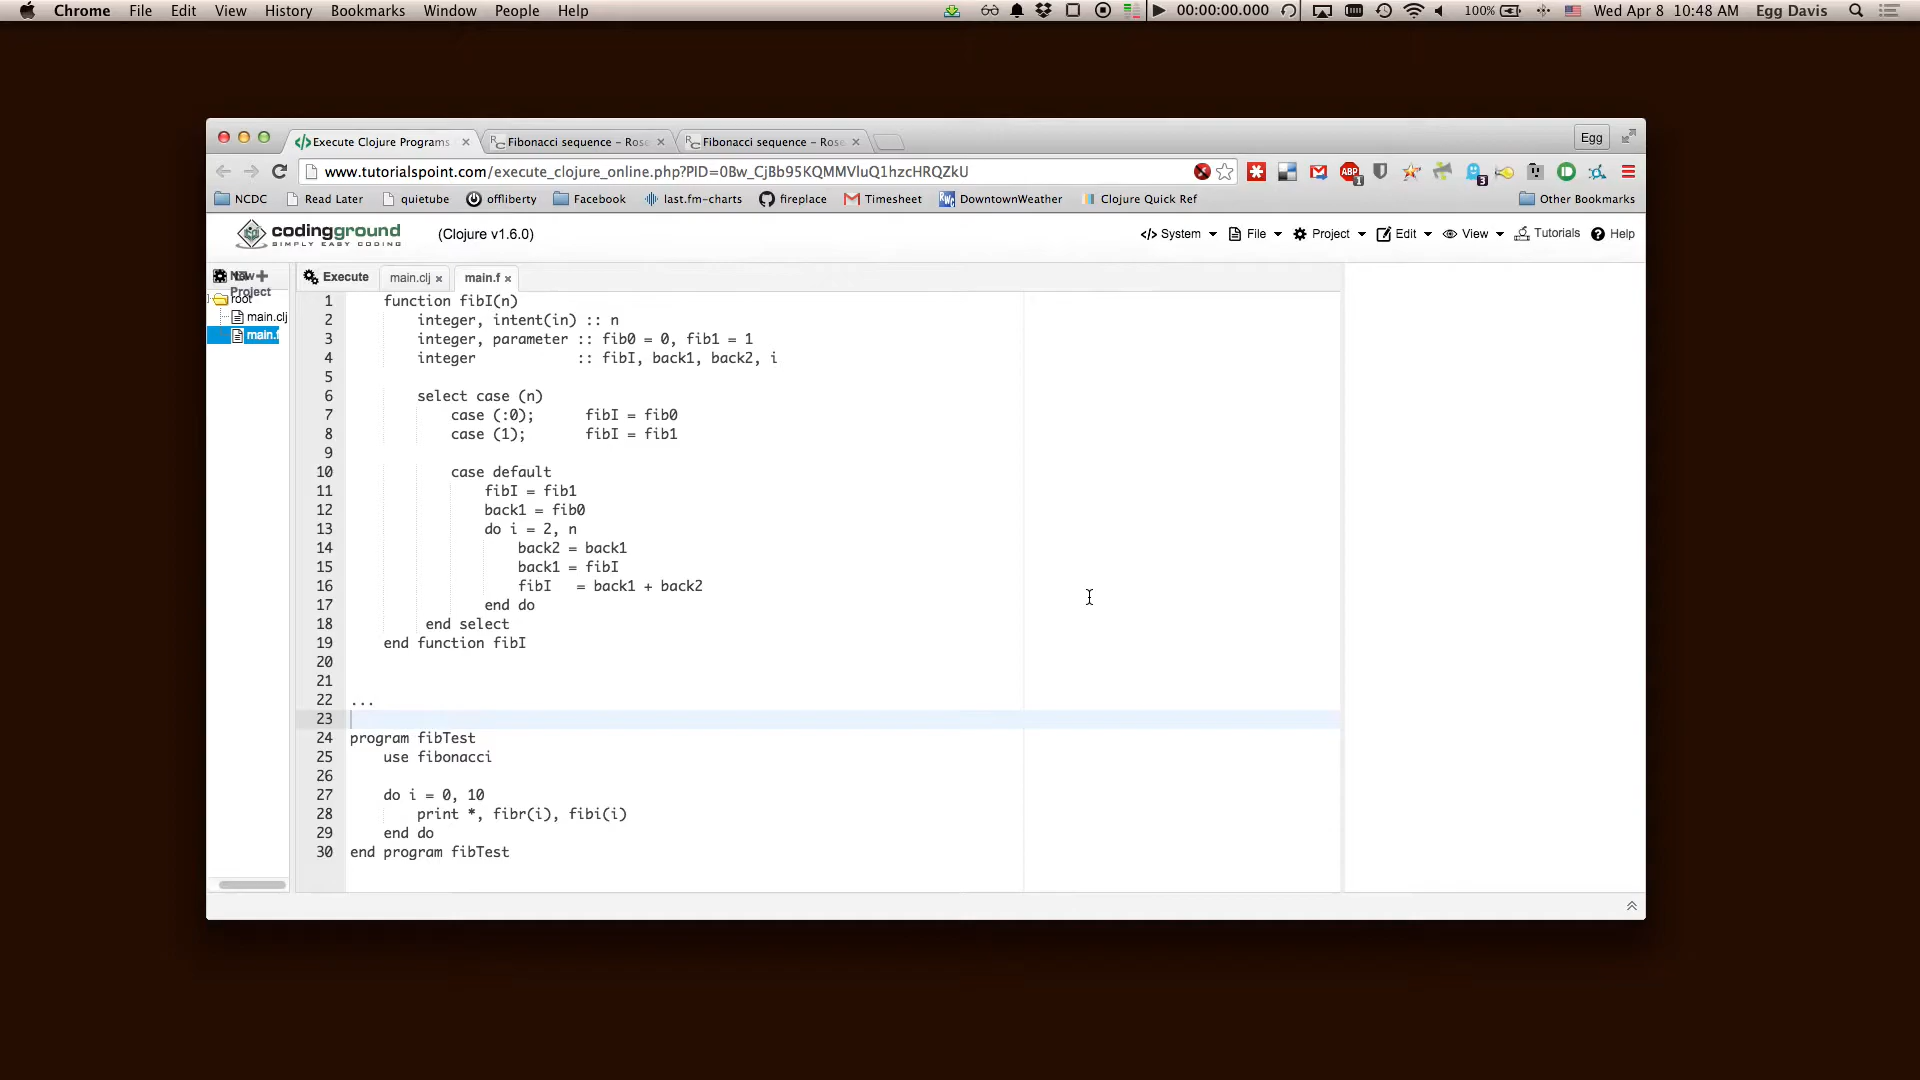 Chrome File Edit View History Bookmarks Window People Help 00:00:00.000 100% Wed Apr 8 10:48 AM Egg Davis
Execute Clojure Programs Fibonacci sequence – Rose Fibonacci sequence – Rose Egg
www.tutorialspoint.com/execute_clojure_online.php?PID=0Bw_CjBb95KQMMVluQ1hzcHRQZkU
NCDC Read Later quietube offliberty Facebook last.fm-charts fireplace Timesheet DowntownWeather Clojure Quick Ref Other Bookmarks
codingground (Clojure v1.6.0) System File Project Edit View Tutorials Help
SIMPLY EASY CODING
New Project
root
main.clj
main.f
Execute main.clj main.f
1 function fibI(n)
2 integer, intent(in) :: n
3 integer, parameter :: fib0 = 0, fib1 = 1
4 integer :: fibI, back1, back2, i
5
6 select case (n)
7 case (:0); fibI = fib0
8 case (1); fibI = fib1
9
10 case default
11 fibI = fib1
12 back1 = fib0
13 do i = 2, n
14 back2 = back1
15 back1 = fibI
16 fibI = back1 + back2
17 end do
18 end select
19 end function fibI
20
21
22 ...
23
24 program fibTest
25 use fibonacci
26
27 do i = 0, 10
28 print *, fibr(i), fibi(i)
29 end do
30 end program fibTest